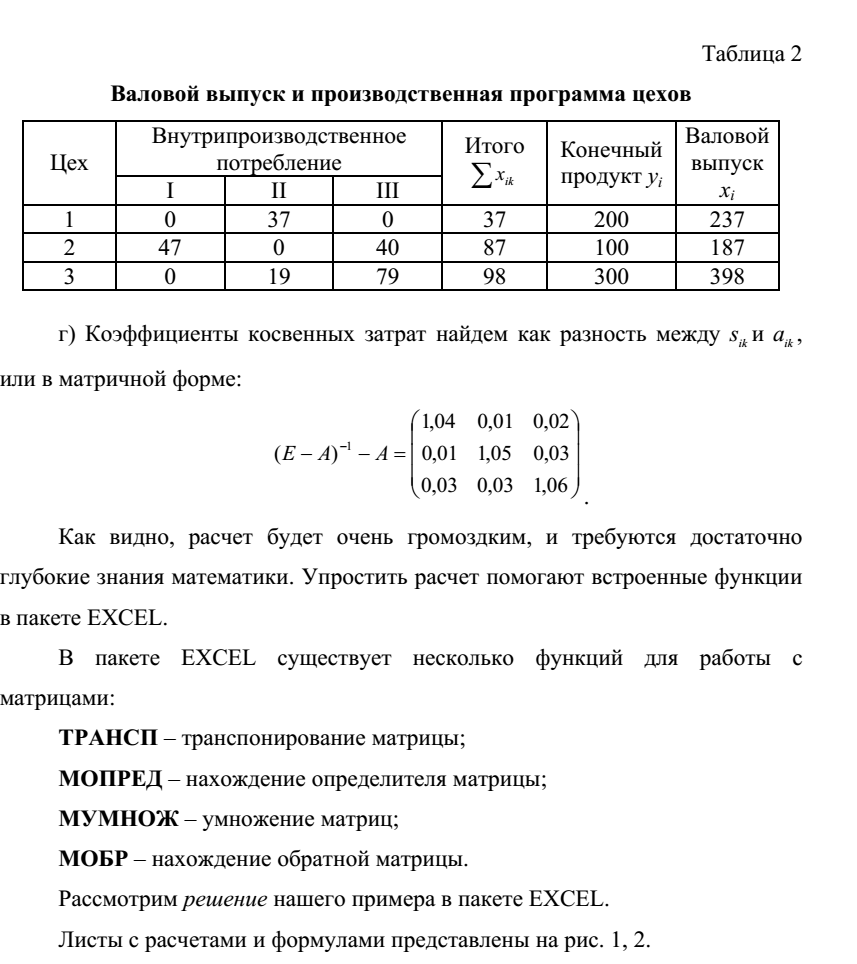 Таблица 2
Валовой выпуск и производственная программа цехов
Цех Внутрипроизводственное потребление Итого ∑ x_ik Конечный продукт y_i Валовой выпуск x_i
I II III
1 0 37 0 37 200 237
2 47 0 40 87 100 187
3 0 19 79 98 300 398
г) Коэффициенты косвенных затрат найдем как разность между s_ik и a_ik,
или в матричной форме:
(E − A)⁻¹ − A =
1,04 0,01 0,02
0,01 1,05 0,03
0,03 0,03 1,06 .
Как видно, расчет будет очень громоздким, и требуются достаточно
глубокие знания математики. Упростить расчет помогают встроенные функции
в пакете EXCEL.
В пакете EXCEL существует несколько функций для работы с
матрицами:
ТРАНСП – транспонирование матрицы;
МОПРЕД – нахождение определителя матрицы;
МУМНОЖ – умножение матриц;
МОБР – нахождение обратной матрицы.
Рассмотрим решение нашего примера в пакете EXCEL.
Листы с расчетами и формулами представлены на рис. 1, 2.